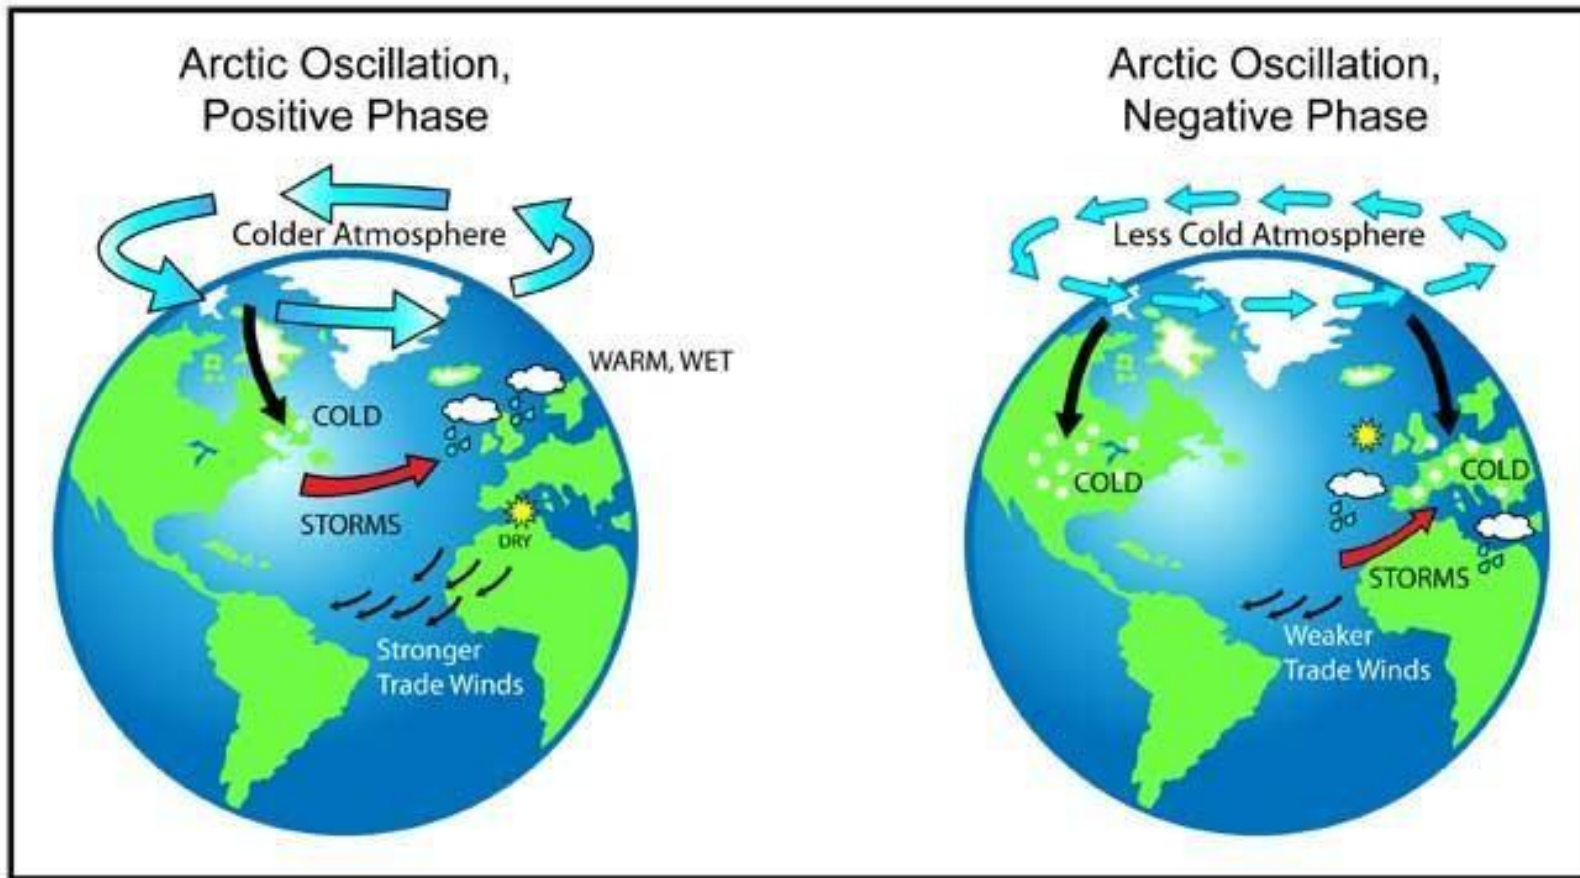 Arctic Oscillation,
Positive Phase
Colder Atmosphere
WARM, WET
COLD
STORMS
DRY
Stronger
Trade Winds
Arctic Oscillation,
Negative Phase
Less Cold Atmosphere
COLD
COLD
STORMS
Weaker
Trade Winds